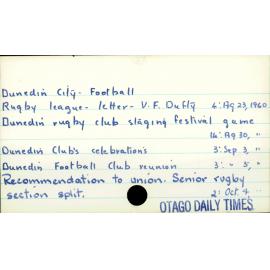 Dunedin City - Football
Rugby league - letter - V. F. Duffy 4: Ag 23, 1960
Dunedin rugby club staging festival game
14: Ag 30, "
Dunedin Club's celebrations 3: Sep 3, "
Dunedin Football Club reunion 3: " 5, "
Recommendation to union. Senior rugby
section split. 2: Oct. 4 "
OTAGO DAILY TIMES